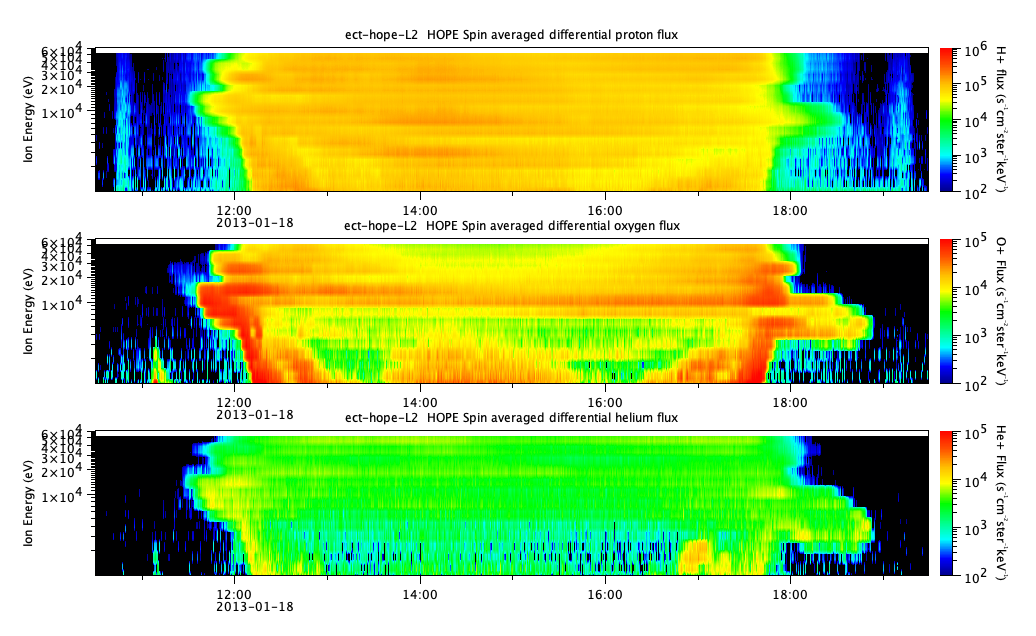 ect-hope-L2 HOPE Spin averaged differential proton flux
Ion Energy (eV)
6×10⁴
4×10⁴
3×10⁴
2×10⁴
1×10⁴
10⁶
10⁵
10⁴
10³
10²
H+ flux (s⁻¹cm⁻²ster⁻¹keV⁻¹)
12:00 14:00 16:00 18:00
2013-01-18
ect-hope-L2 HOPE Spin averaged differential oxygen flux
Ion Energy (eV)
6×10⁴
4×10⁴
3×10⁴
2×10⁴
1×10⁴
10⁵
10⁴
10³
10²
O+ Flux (s⁻¹cm⁻²ster⁻¹keV⁻¹)
12:00 14:00 16:00 18:00
2013-01-18
ect-hope-L2 HOPE Spin averaged differential helium flux
Ion Energy (eV)
6×10⁴
4×10⁴
3×10⁴
2×10⁴
1×10⁴
10⁵
10⁴
10³
10²
He+ Flux (s⁻¹cm⁻²ster⁻¹keV⁻¹)
12:00 14:00 16:00 18:00
2013-01-18